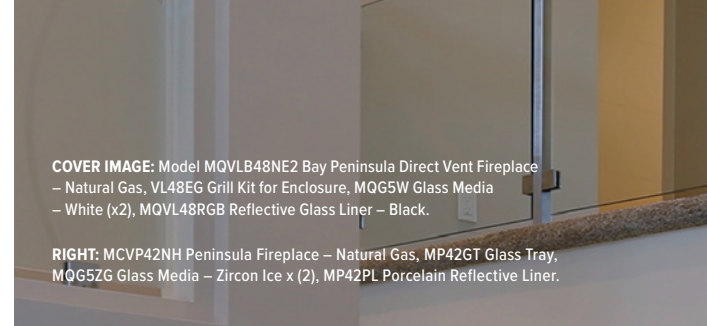 COVER IMAGE: Model MQVLB48NE2 Bay Peninsula Direct Vent Fireplace
– Natural Gas, VL48EG Grill Kit for Enclosure, MQG5W Glass Media
– White (x2), MQVL48RGB Reflective Glass Liner – Black.
RIGHT: MCVP42NH Peninsula Fireplace – Natural Gas, MP42GT Glass Tray,
MQG5ZG Glass Media – Zircon Ice x (2), MP42PL Porcelain Reflective Liner.